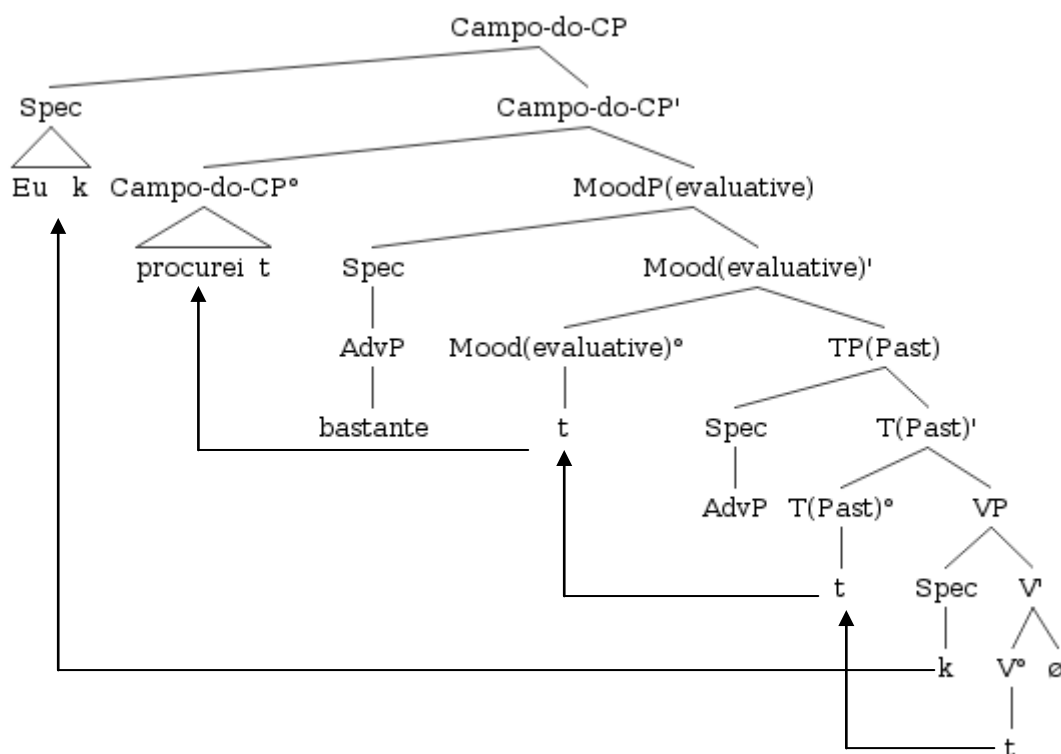 Campo-do-CP
Spec Campo-do-CP'
Eu k Campo-do-CP° MoodP(evaluative)
procurei t Spec Mood(evaluative)'
AdvP Mood(evaluative)° TP(Past)
bastante t Spec T(Past)'
AdvP T(Past)° VP
t Spec V'
k V° ø
t